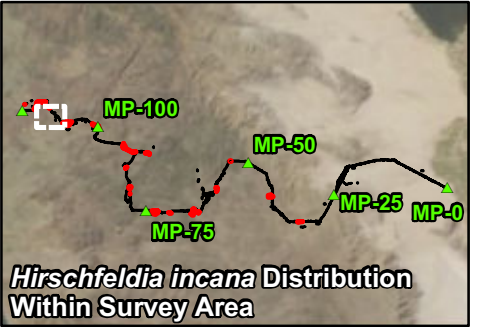 MP-100
MP-50
MP-25
MP-0
MP-75
Hirschfeldia incana Distribution
Within Survey Area